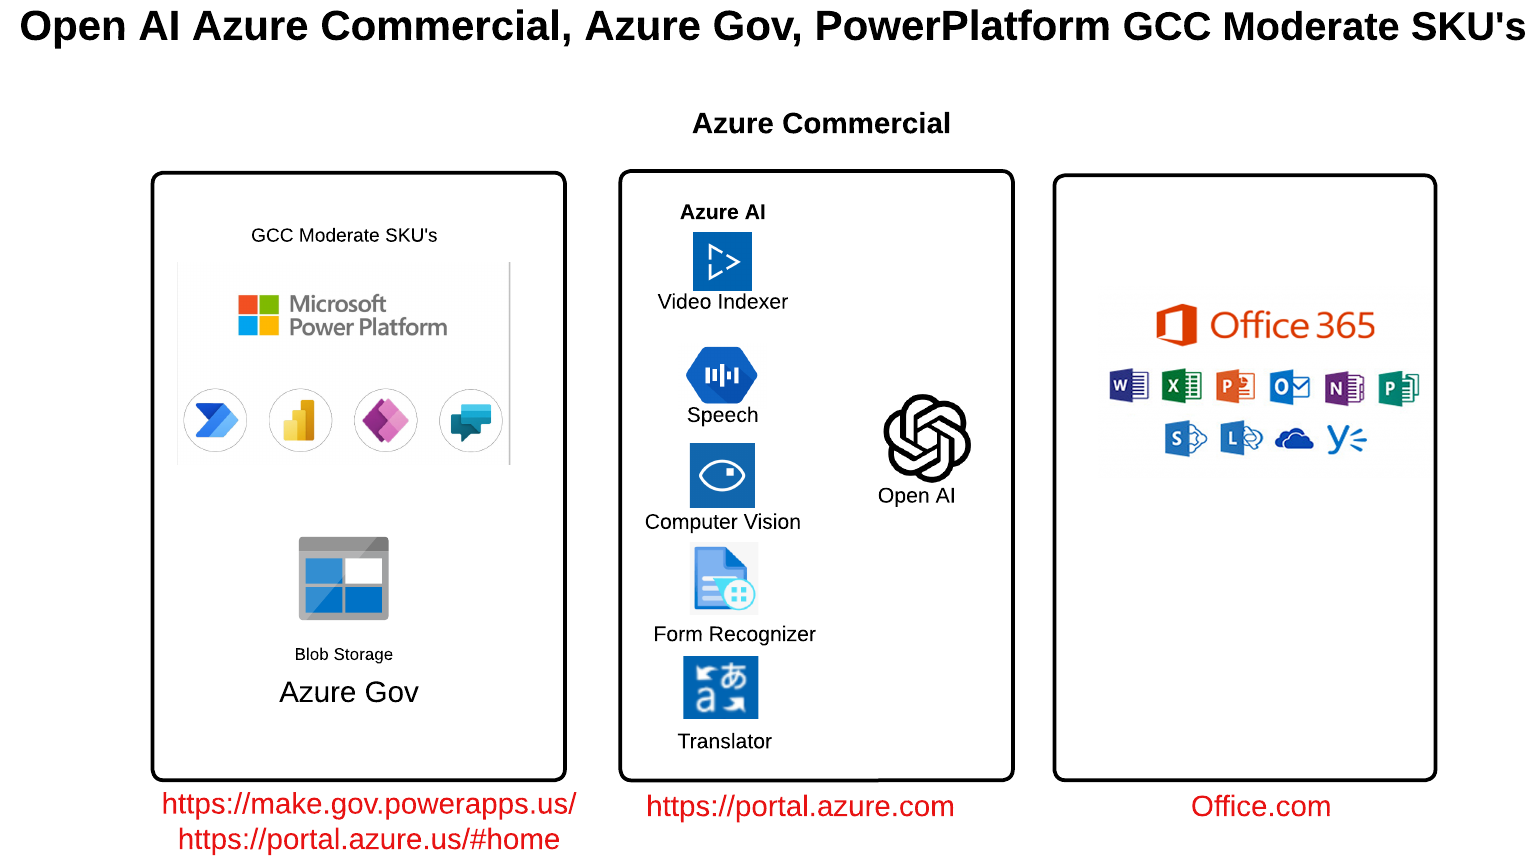 Open AI Azure Commercial, Azure Gov, PowerPlatform GCC Moderate SKU's
Azure Commercial
GCC Moderate SKU's
Microsoft
Power Platform
Blob Storage
Azure Gov
https://make.gov.powerapps.us/
https://portal.azure.us/#home
Azure AI
Video Indexer
Speech
Computer Vision
Form Recognizer
a あ
Translator
Open AI
https://portal.azure.com
Office 365
W X P O N P
S L Y
Office.com